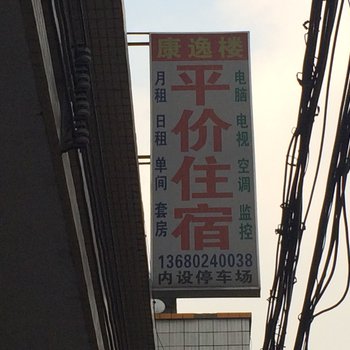 康逸楼
月租 日租 单间 套房
平价住宿
电脑 电视 空调 监控
13680240038
内设停车场